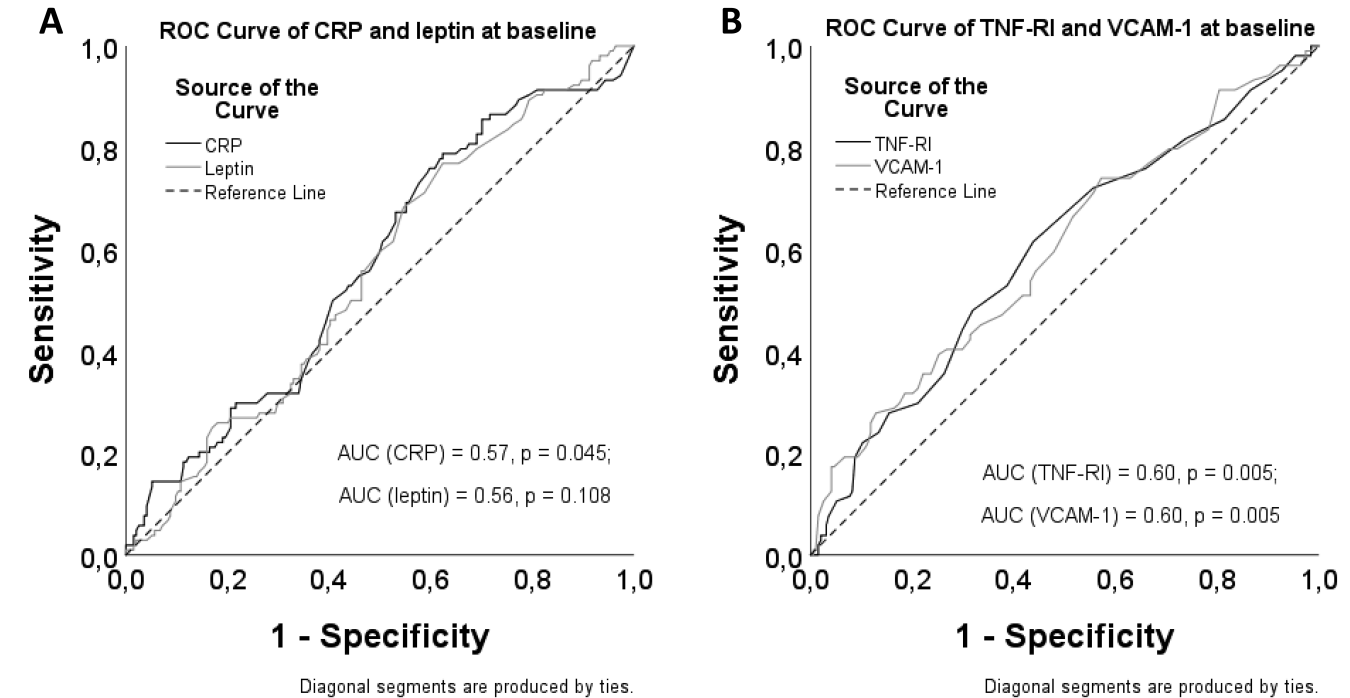 A
ROC Curve of CRP and leptin at baseline
Source of the
Curve
CRP
Leptin
Reference Line
Sensitivity
1,0
0,8
0,6
0,4
0,2
0,0
AUC (CRP) = 0.57, p = 0.045;
AUC (leptin) = 0.56, p = 0.108
0,0 0,2 0,4 0,6 0,8 1,0
1 - Specificity
Diagonal segments are produced by ties.
B
ROC Curve of TNF-RI and VCAM-1 at baseline
Source of the
Curve
TNF-RI
VCAM-1
Reference Line
Sensitivity
1,0
0,8
0,6
0,4
0,2
0,0
AUC (TNF-RI) = 0.60, p = 0.005;
AUC (VCAM-1) = 0.60, p = 0.005
0,0 0,2 0,4 0,6 0,8 1,0
1 - Specificity
Diagonal segments are produced by ties.